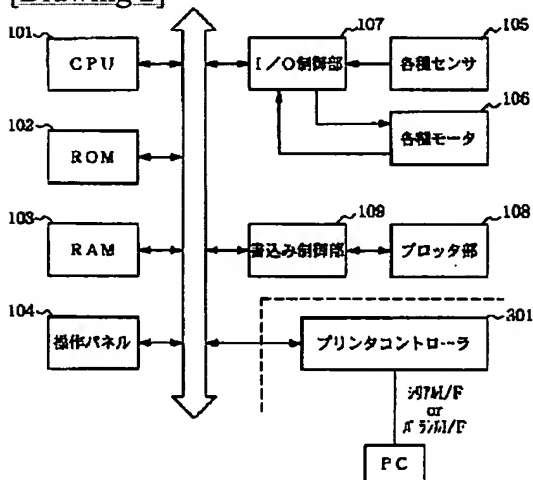 101
CPU
102
ROM
103
RAM
104
操作パネル
107
I/O制御部
105
各種センサ
106
各種モータ
109
書込み制御部
108
プロッタ部
301
プリンタコントローラ
シリアルI/F
or
パラレルI/F
PC